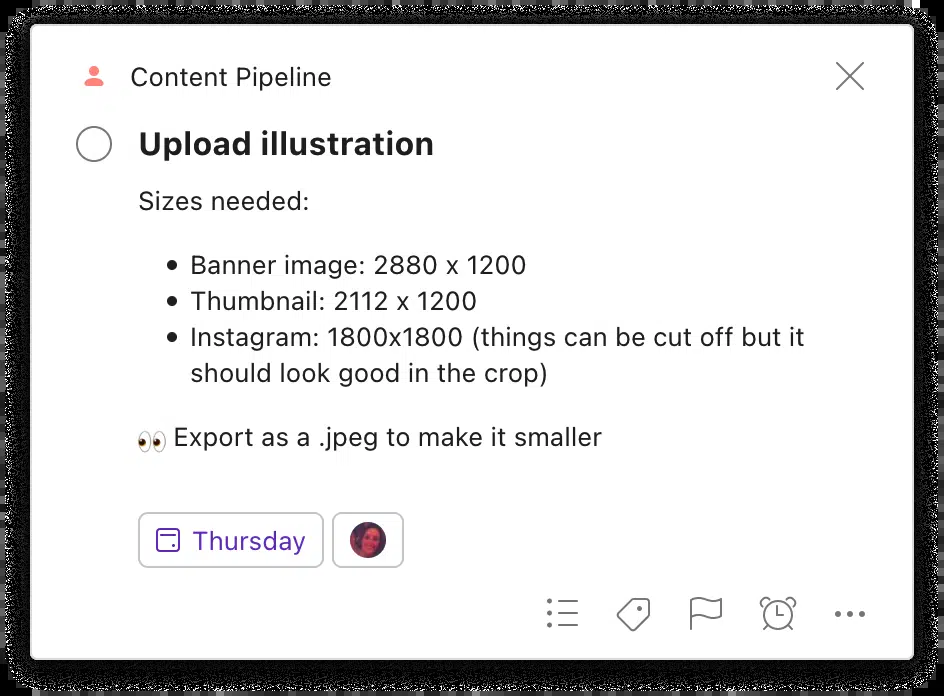 Content Pipeline
Upload illustration
Sizes needed:
• Banner image: 2880 x 1200
• Thumbnail: 2112 x 1200
• Instagram: 1800x1800 (things can be cut off but it
should look good in the crop)
👀 Export as a .jpeg to make it smaller
Thursday